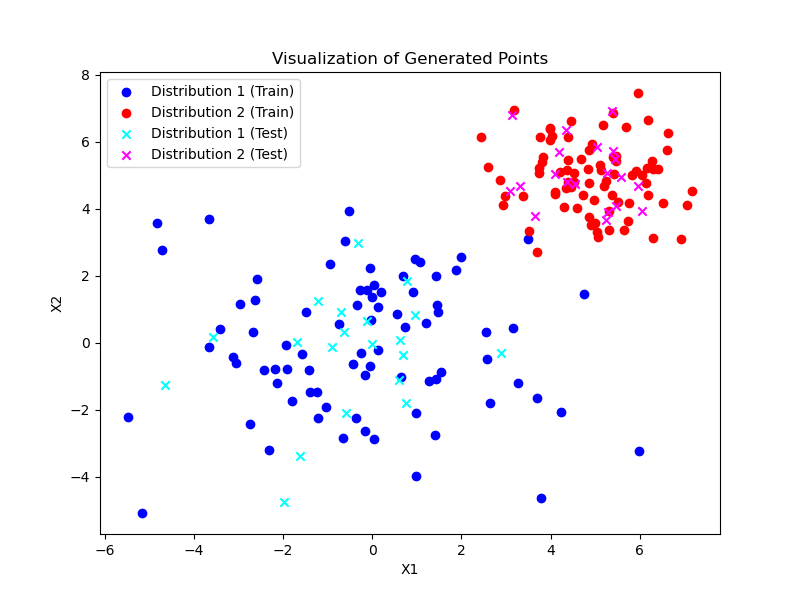 Visualization of Generated Points
Distribution 1 (Train)
Distribution 2 (Train)
Distribution 1 (Test)
Distribution 2 (Test)
8
6
4
2
0
−2
−4
X2
−6
−4
−2
0
2
4
6
X1